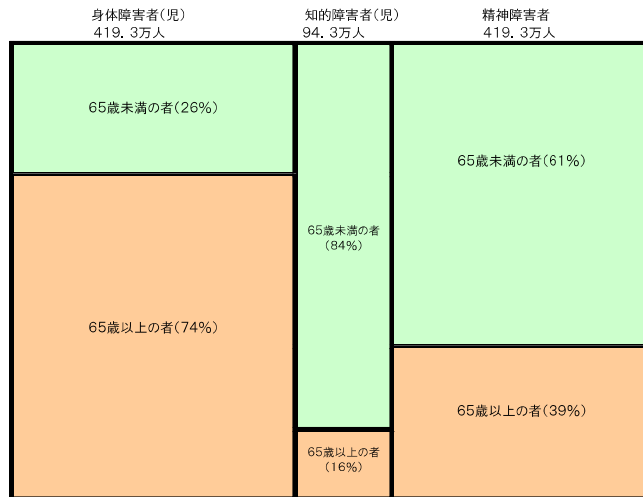 身体障害者(児)
419．3万人
知的障害者(児)
94．3万人
精神障害者
419．3万人
65歳未満の者(26%)
65歳以上の者(74%)
65歳未満の者
(84%)
65歳以上の者
(16%)
65歳未満の者(61%)
65歳以上の者(39%)